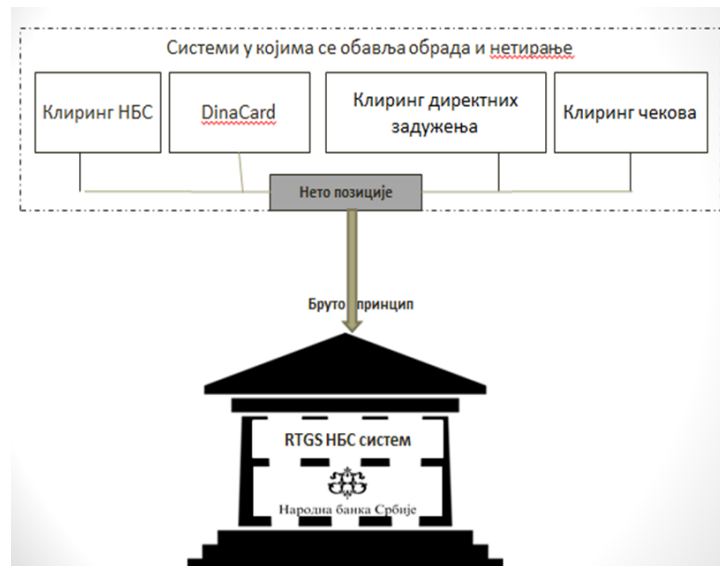 Системи у којима се обавља обрада и нетирање
Клиринг НБС
DinaCard
Клиринг директних
задужења
Клиринг чекова
Нето позиције
Бруто принцип
RTGS НБС систем
Народна банка Србије